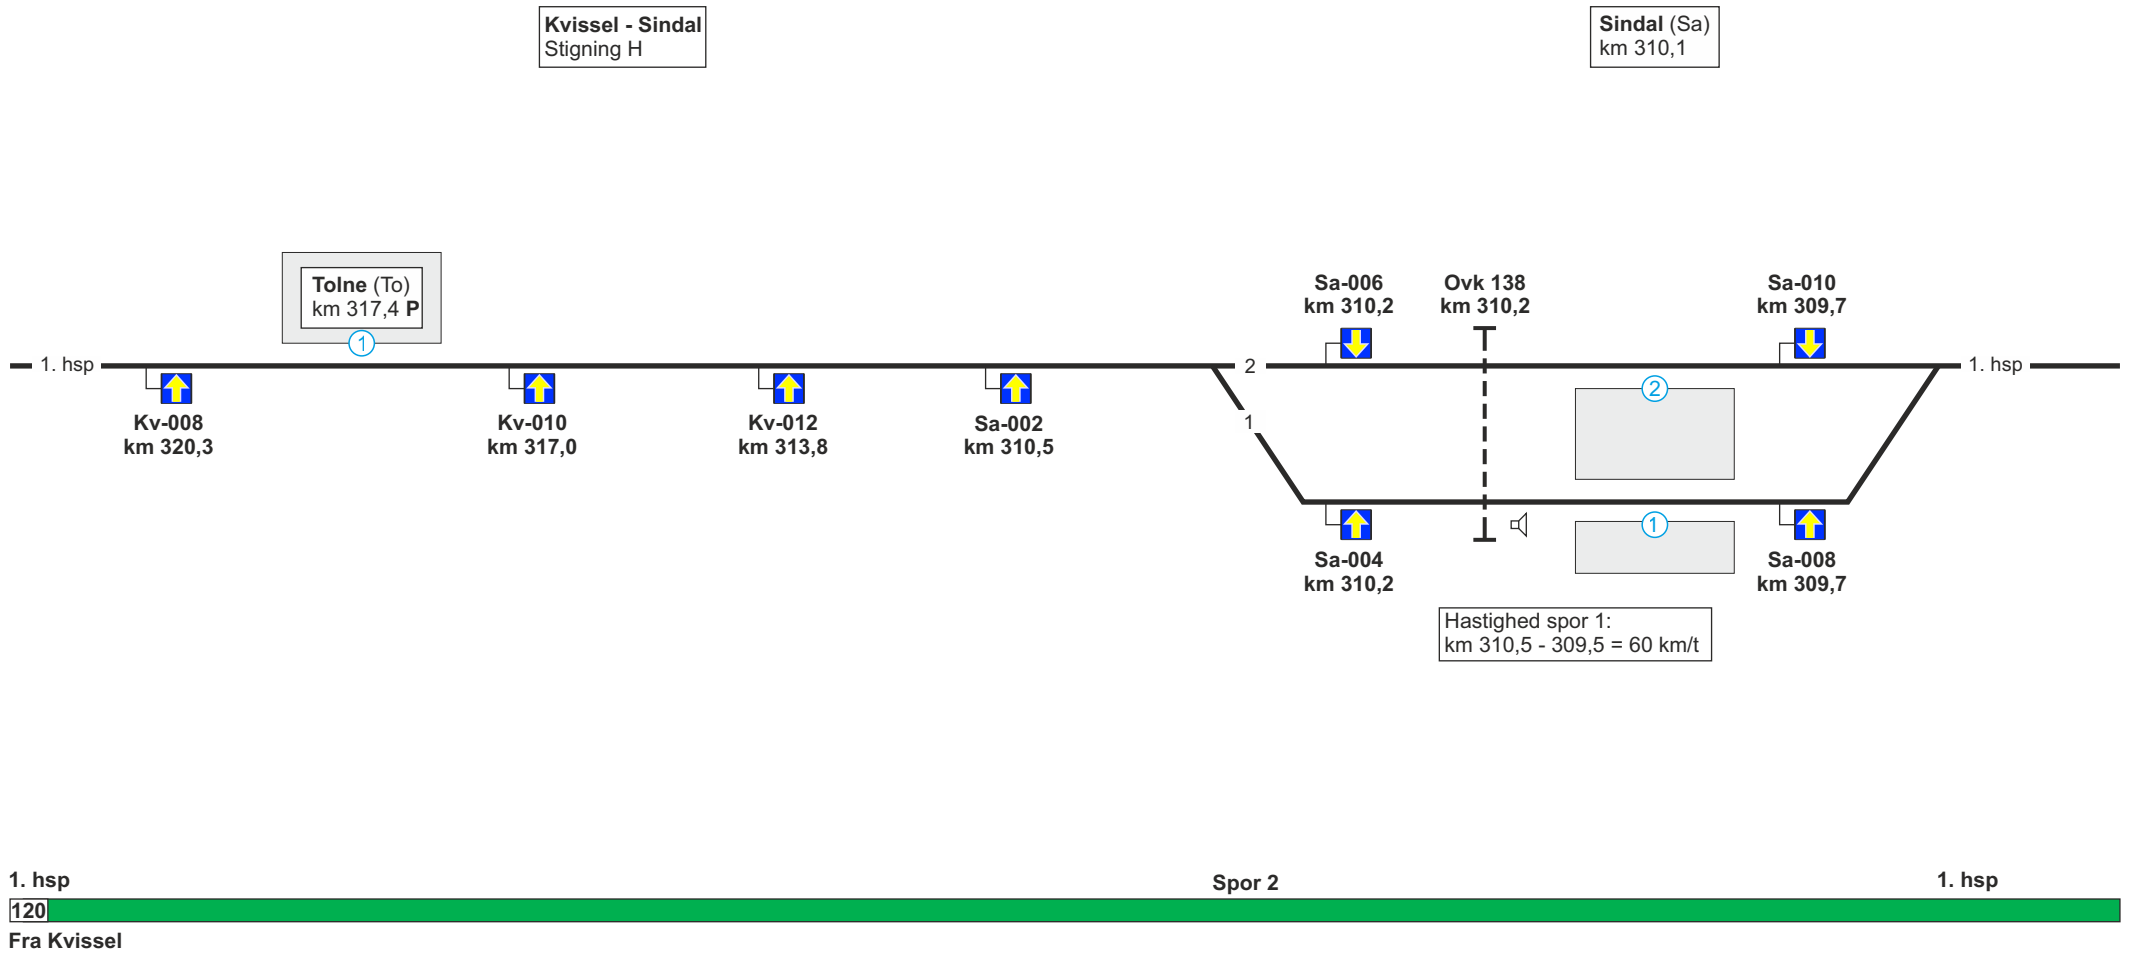 Kvissel - Sindal
Stigning H
Sindal (Sa)
km 310,1
Tolne (To)
km 317,4 P
1
Sa-006
km 310,2
Ovk 138
km 310,2
Sa-010
km 309,7
1. hsp
2
1. hsp
Kv-008
km 320,3
Kv-010
km 317,0
Kv-012
km 313,8
Sa-002
km 310,5
1
2
1
Sa-004
km 310,2
Sa-008
km 309,7
Hastighed spor 1:
km 310,5 - 309,5 = 60 km/t
1. hsp
Spor 2
1. hsp
120
Fra Kvissel